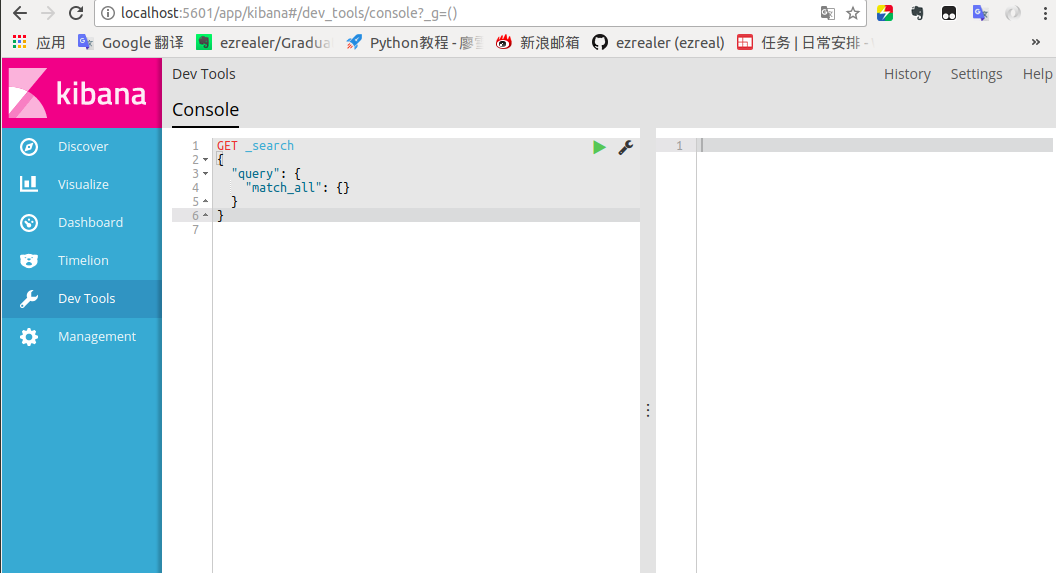 localhost:5601/app/kibana#/dev_tools/console?_g=()
应用 Google 翻译 ezrealer/Gradua Python教程 - 廖 新浪邮箱 ezrealer (ezreal) 任务 | 日常安排 - »
kibana
Dev Tools History Settings Help
Console
Discover
Visualize
Dashboard
Timelion
Dev Tools
Management
1 GET _search
2 {
3 "query": {
4 "match_all": {}
5 }
6 }
7
1